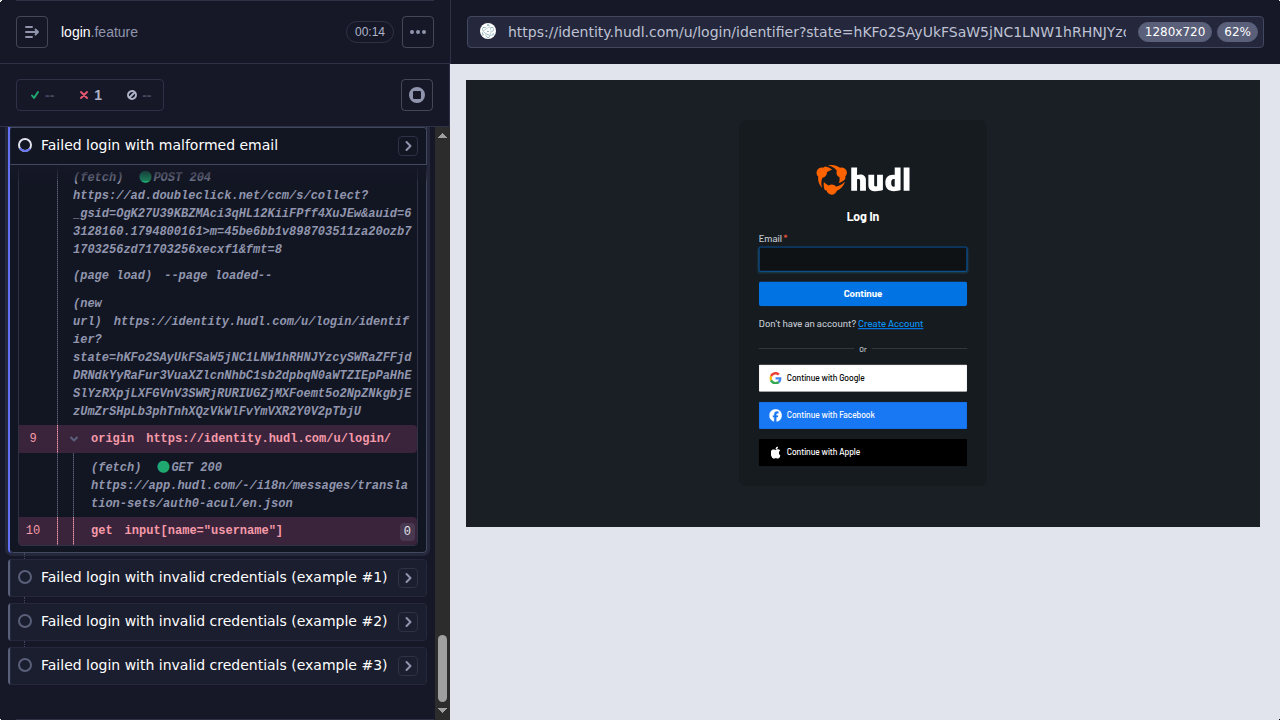 login.feature
00:14
https://identity.hudl.com/u/login/identifier?state=hKFo2SAyUkFSaW5jNC1LNW1hRHNJYzc
1280x720
62%
--
1
--
Failed login with malformed email
(fetch) POST 204
https://ad.doubleclick.net/ccm/s/collect?
_gsid=OgK27U39KBZMAci3qHL12KiiFPff4XuJEw&auid=6
3128160.1794800161>m=45be6bb1v898703511za20ozb7
1703256zd71703256xecxf1&fmt=8
(page load) --page loaded--
(new
url) https://identity.hudl.com/u/login/identif
ier?
state=hKFo2SAyUkFSaW5jNC1LNW1hRHNJYzcySWRaZFFjd
DRNdkYyRaFur3VuaXZlcnNhbC1sb2dpbqN0aWTZIEpPaHhE
SlYzRXpjLXFGVnV3SWRjRURIUGZjMXFoemt5o2NpZNkgbjE
zUmZrSHpLb3phTnhXQzVkWlFvYmVXR2Y0V2pTbjU
9 origin https://identity.hudl.com/u/login/
(fetch) GET 200
https://app.hudl.com/-/i18n/messages/transla
tion-sets/auth0-acul/en.json
10 get input[name="username"] 0
Failed login with invalid credentials (example #1)
Failed login with invalid credentials (example #2)
Failed login with invalid credentials (example #3)
hudl
Log In
Email *
Continue
Don't have an account? Create Account
Or
Continue with Google
Continue with Facebook
Continue with Apple